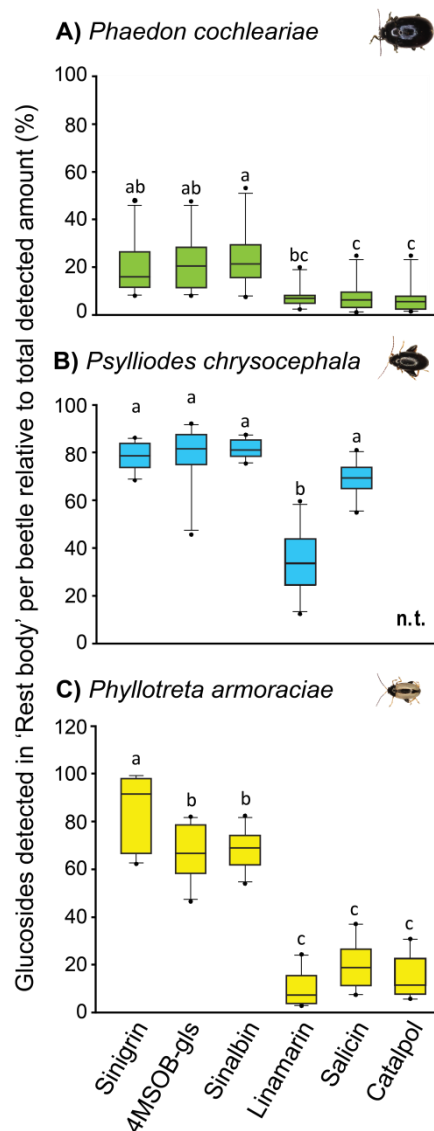 A) Phaedon cochleariae
100
80
60
40
20
0
ab ab a bc c c
B) Psylliodes chrysocephala
100
80
60
40
20
0
a a a b a
n.t.
C) Phyllotreta armoraciae
120
100
80
60
40
20
0
a b b c c c
Sinigrin
4MSOB-gls
Sinalbin
Linamarin
Salicin
Catalpol
Glucosides detected in ‘Rest body’ per beetle relative to total detected amount (%)